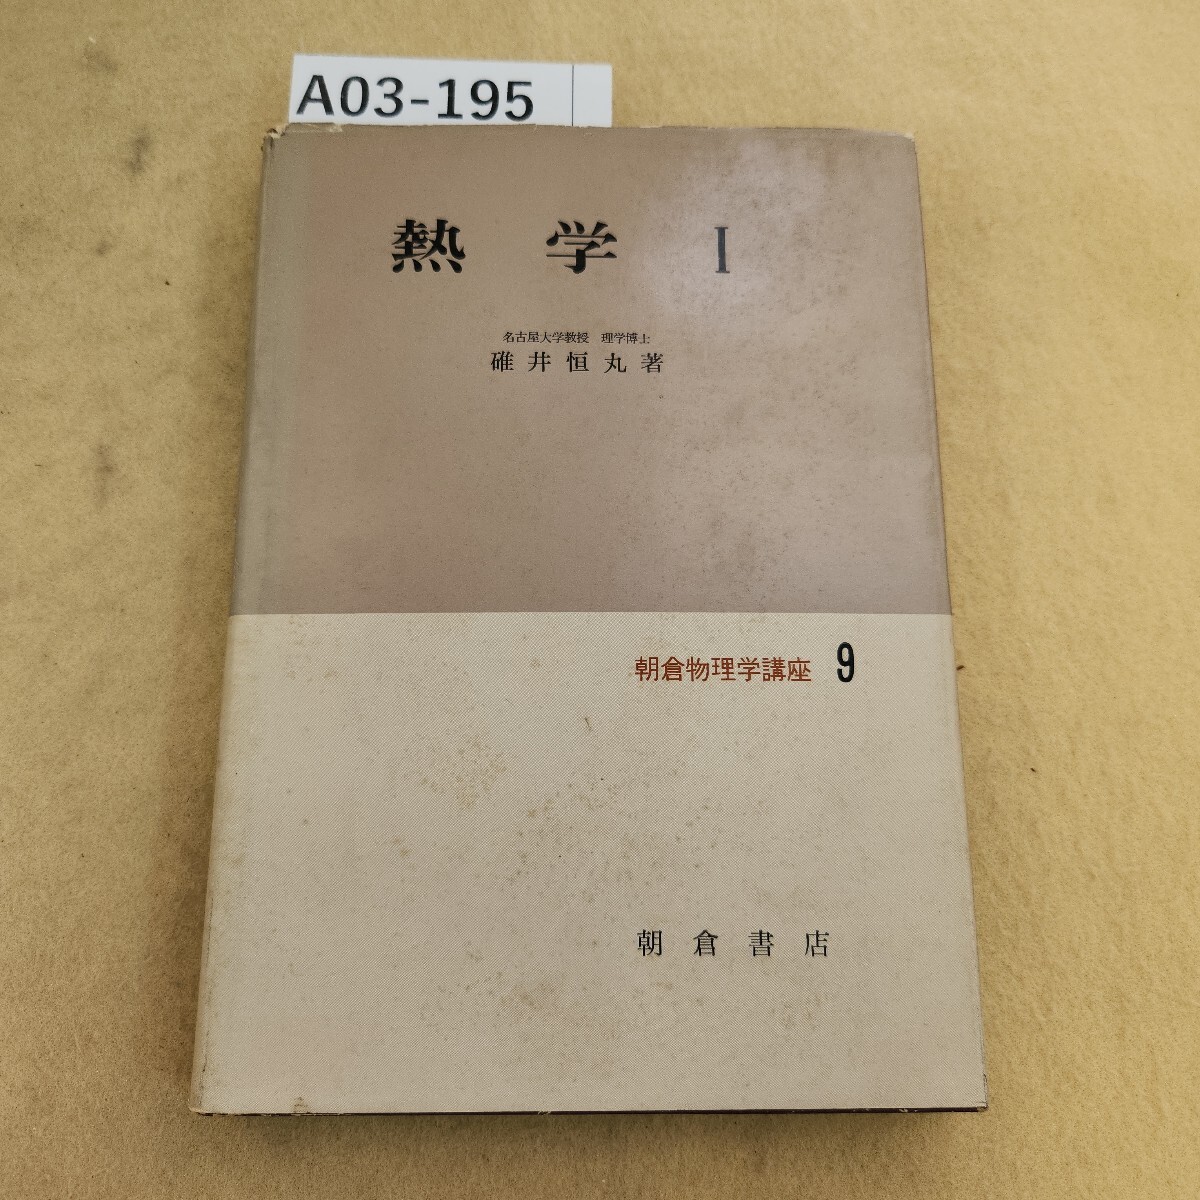 A03-195
熱学 I
名古屋大学教授 理学博士
碓井恒丸著
朝倉物理学講座 9
朝倉書店